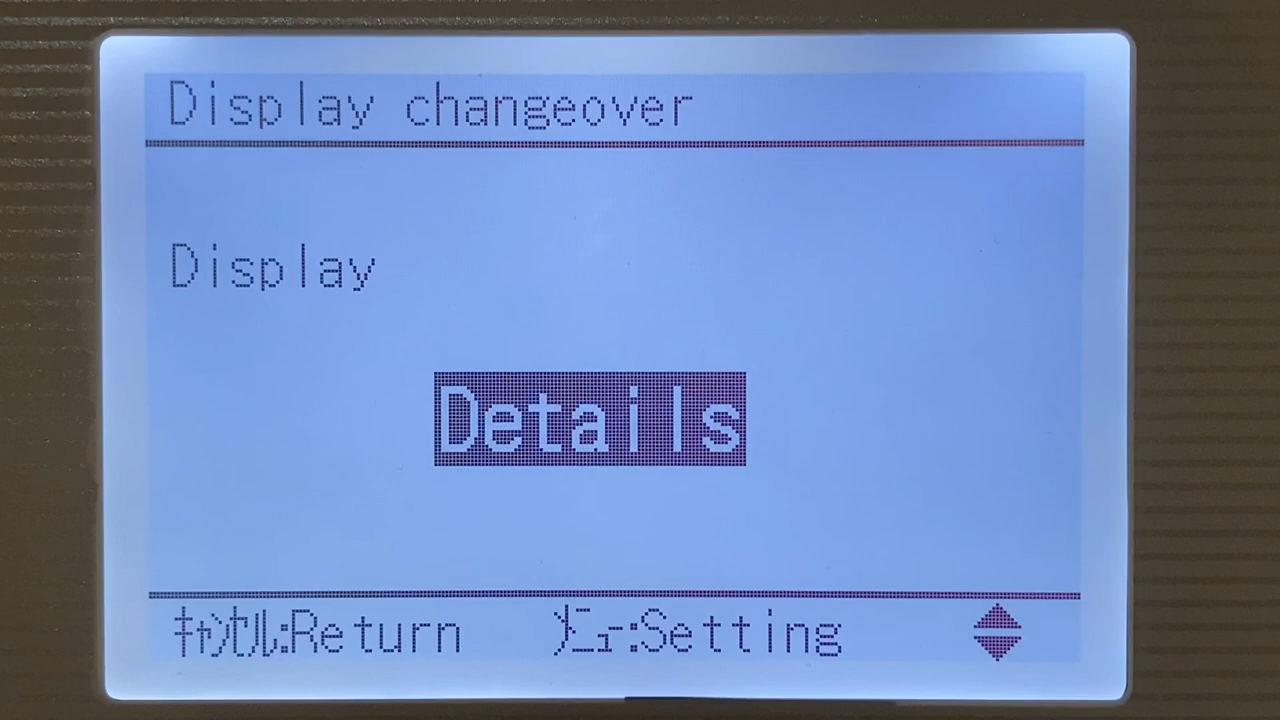 Display changeover
Display
Details
ｷｬﾝｾﾙ:Return ﾒﾆｭｰ:Setting